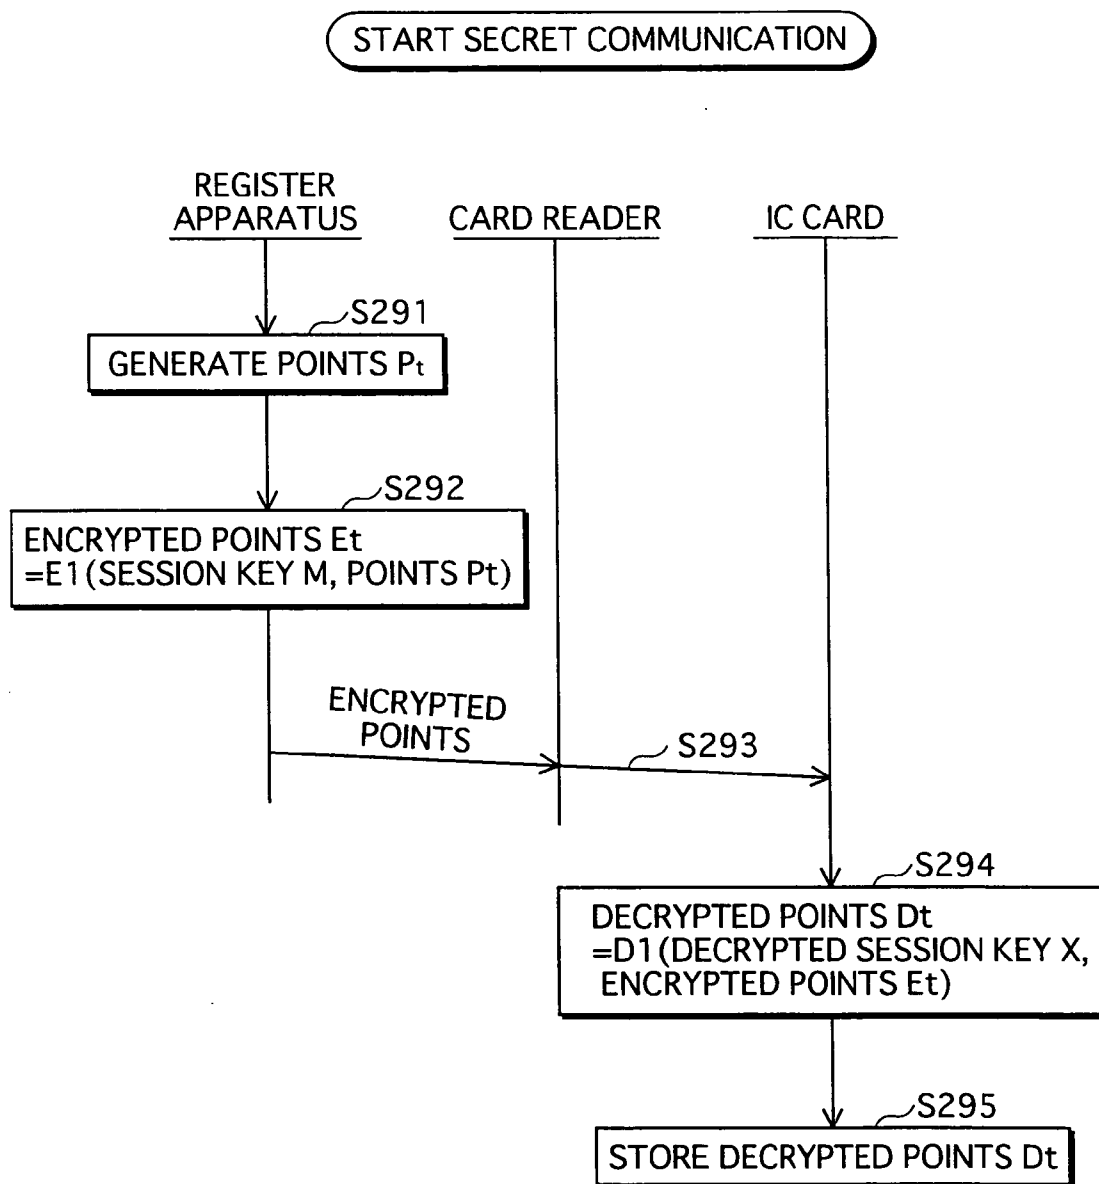 START SECRET COMMUNICATION
REGISTER
APPARATUS
CARD READER
IC CARD
S291
GENERATE POINTS Pt
S292
ENCRYPTED POINTS Et
=E1(SESSION KEY M, POINTS Pt)
ENCRYPTED
POINTS
S293
S294
DECRYPTED POINTS Dt
=D1(DECRYPTED SESSION KEY X,
ENCRYPTED POINTS Et)
S295
STORE DECRYPTED POINTS Dt